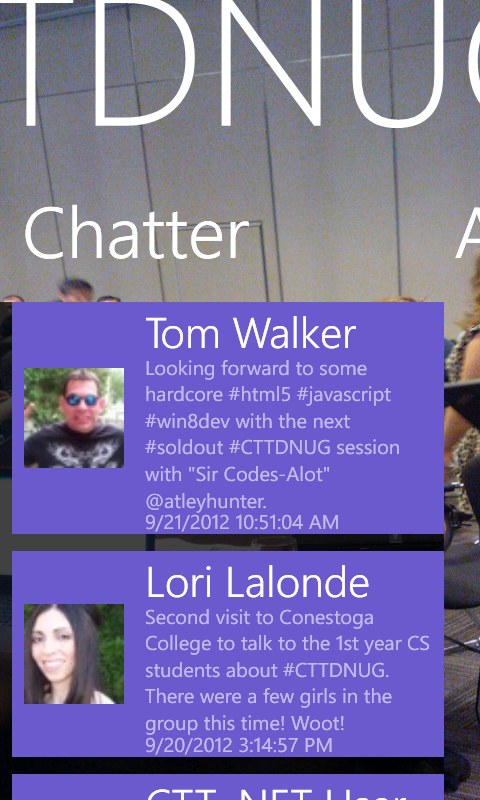 TDNUG
Chatter
A
Tom Walker
Looking forward to some
hardcore #html5 #javascript
#win8dev with the next
#soldout #CTTDNUG session
with "Sir Codes-Alot"
@atleyhunter.
9/21/2012 10:51:04 AM
Lori Lalonde
Second visit to Conestoga
College to talk to the 1st year CS
students about #CTTDNUG.
There were a few girls in the
group this time! Woot!
9/20/2012 3:14:57 PM
CTT .NET User